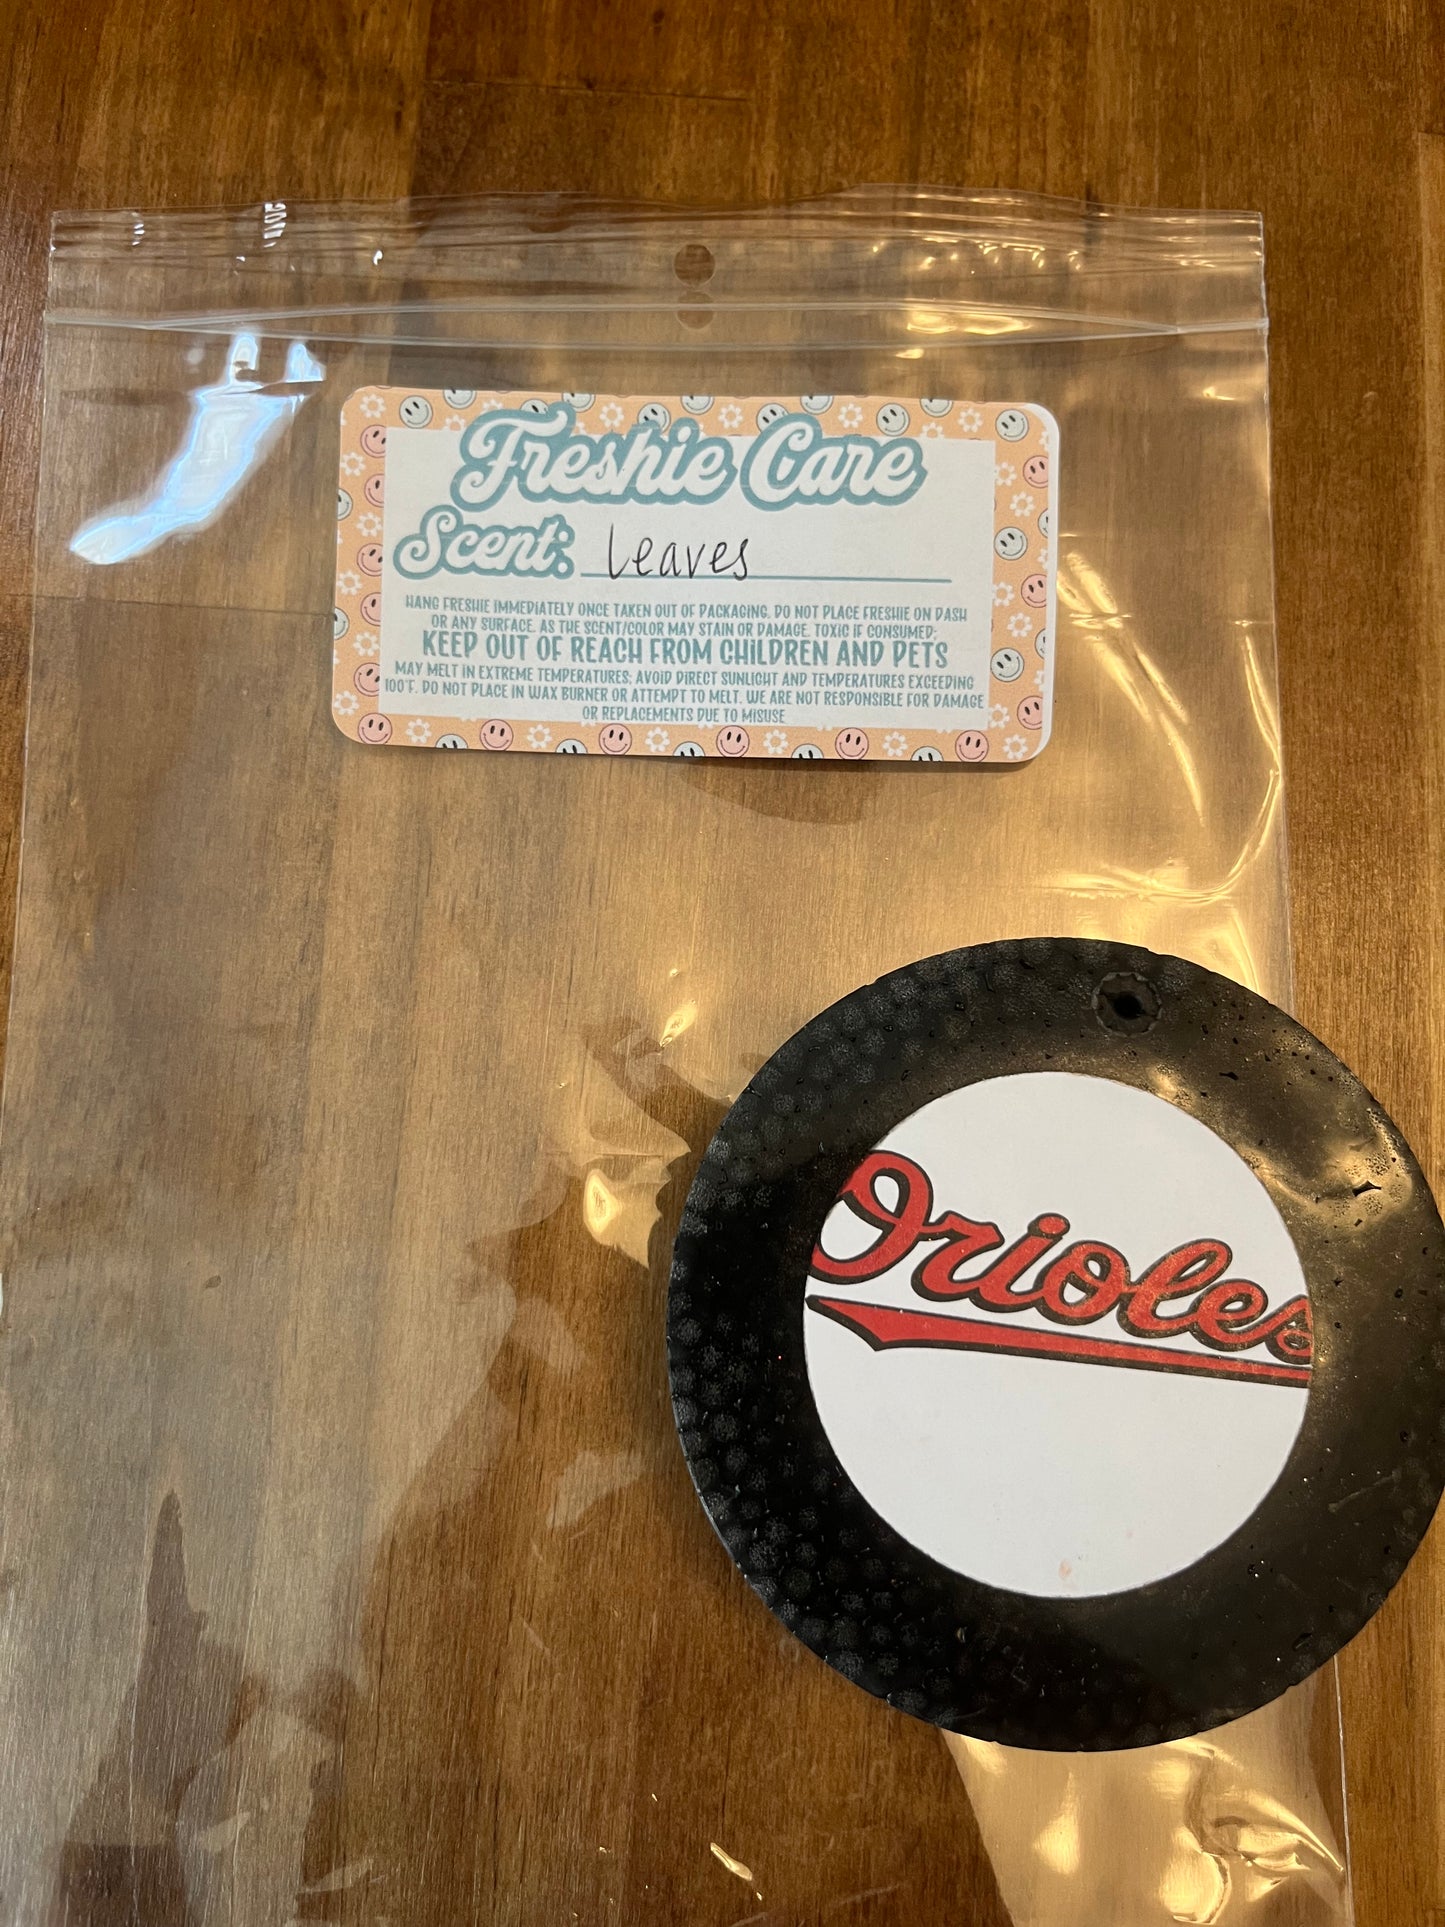 Freshie Care
Scent: Leaves
HANG FRESHIE IMMEDIATELY ONCE TAKEN OUT OF PACKAGING. DO NOT PLACE FRESHIE ON DASH
OR ANY SURFACE. AS THE SCENT/COLOR MAY STAIN OR DAMAGE. TOXIC IF CONSUMED;
KEEP OUT OF REACH FROM CHILDREN AND PETS
MAY MELT IN EXTREME TEMPERATURES; AVOID DIRECT SUNLIGHT AND TEMPERATURES EXCEEDING
100°F. DO NOT PLACE IN WAX BURNER OR ATTEMPT TO MELT. WE ARE NOT RESPONSIBLE FOR DAMAGE
OR REPLACEMENTS DUE TO MISUSE
Orioles